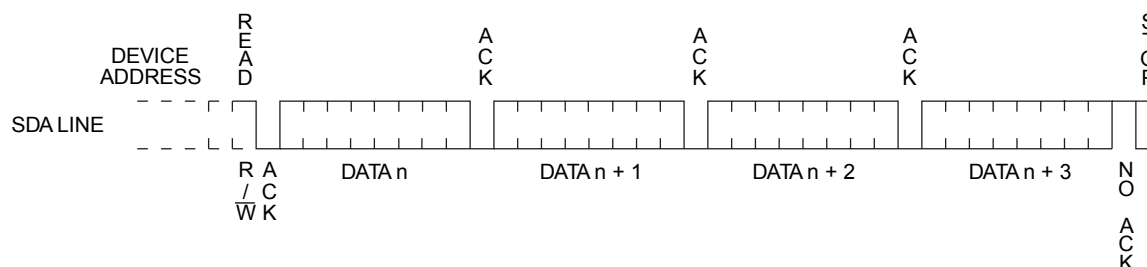 READ
ACK
ACK
ACK
DEVICE
ADDRESS
SDA LINE
R/W
ACK
DATA n
DATA n + 1
DATA n + 2
DATA n + 3
NO ACK